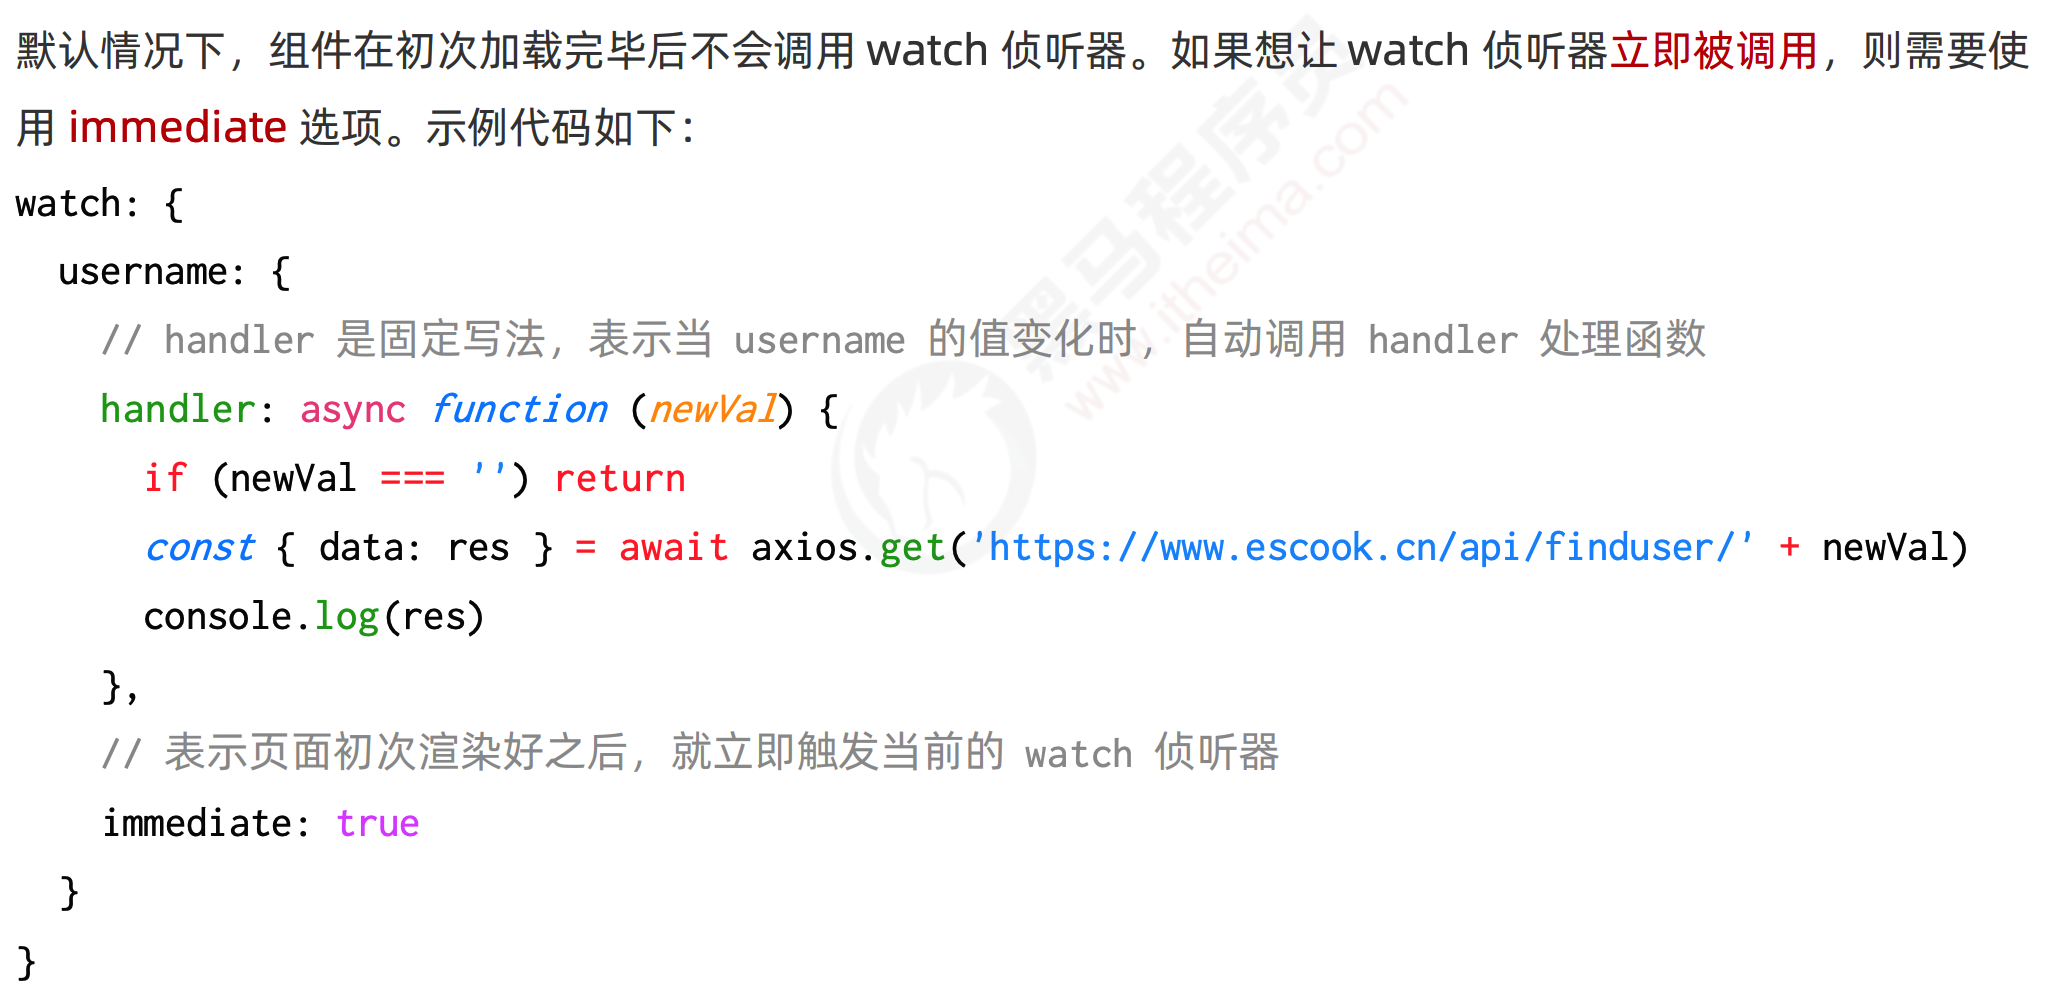 默认情况下，组件在初次加载完毕后不会调用 watch 侦听器。如果想让 watch 侦听器立即被调用，则需要使
用 immediate 选项。示例代码如下：
watch: {
  username: {
    // handler 是固定写法，表示当 username 的值变化时，自动调用 handler 处理函数
    handler: async function (newVal) {
      if (newVal === '') return
      const { data: res } = await axios.get('https://www.escook.cn/api/finduser/' + newVal)
      console.log(res)
    },
    // 表示页面初次渲染好之后，就立即触发当前的 watch 侦听器
    immediate: true
  }
}
黑马程序员
www.itheima.com